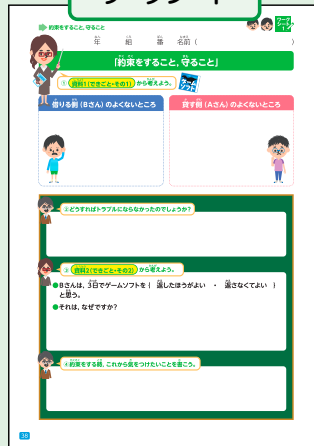 約束をすること,守ること
ワークシート
年　組　番　名前（　　　）
「約束をすること，守ること」
①資料1（できごと・その1）から考えよう。
ゲームソフト
借りる側（Bさん）のよくないところ
貸す側（Aさん）のよくないところ
②どうすればトラブルにならなかったのでしょうか？
③資料2（できごと・その2）から考えよう。
●Bさんは，3日でゲームソフトを｛　返したほうがよい　・　返さなくてよい　｝
と思う。
●それは，なぜですか？
④約束をする時，これから気をつけたいことを書こう。
38